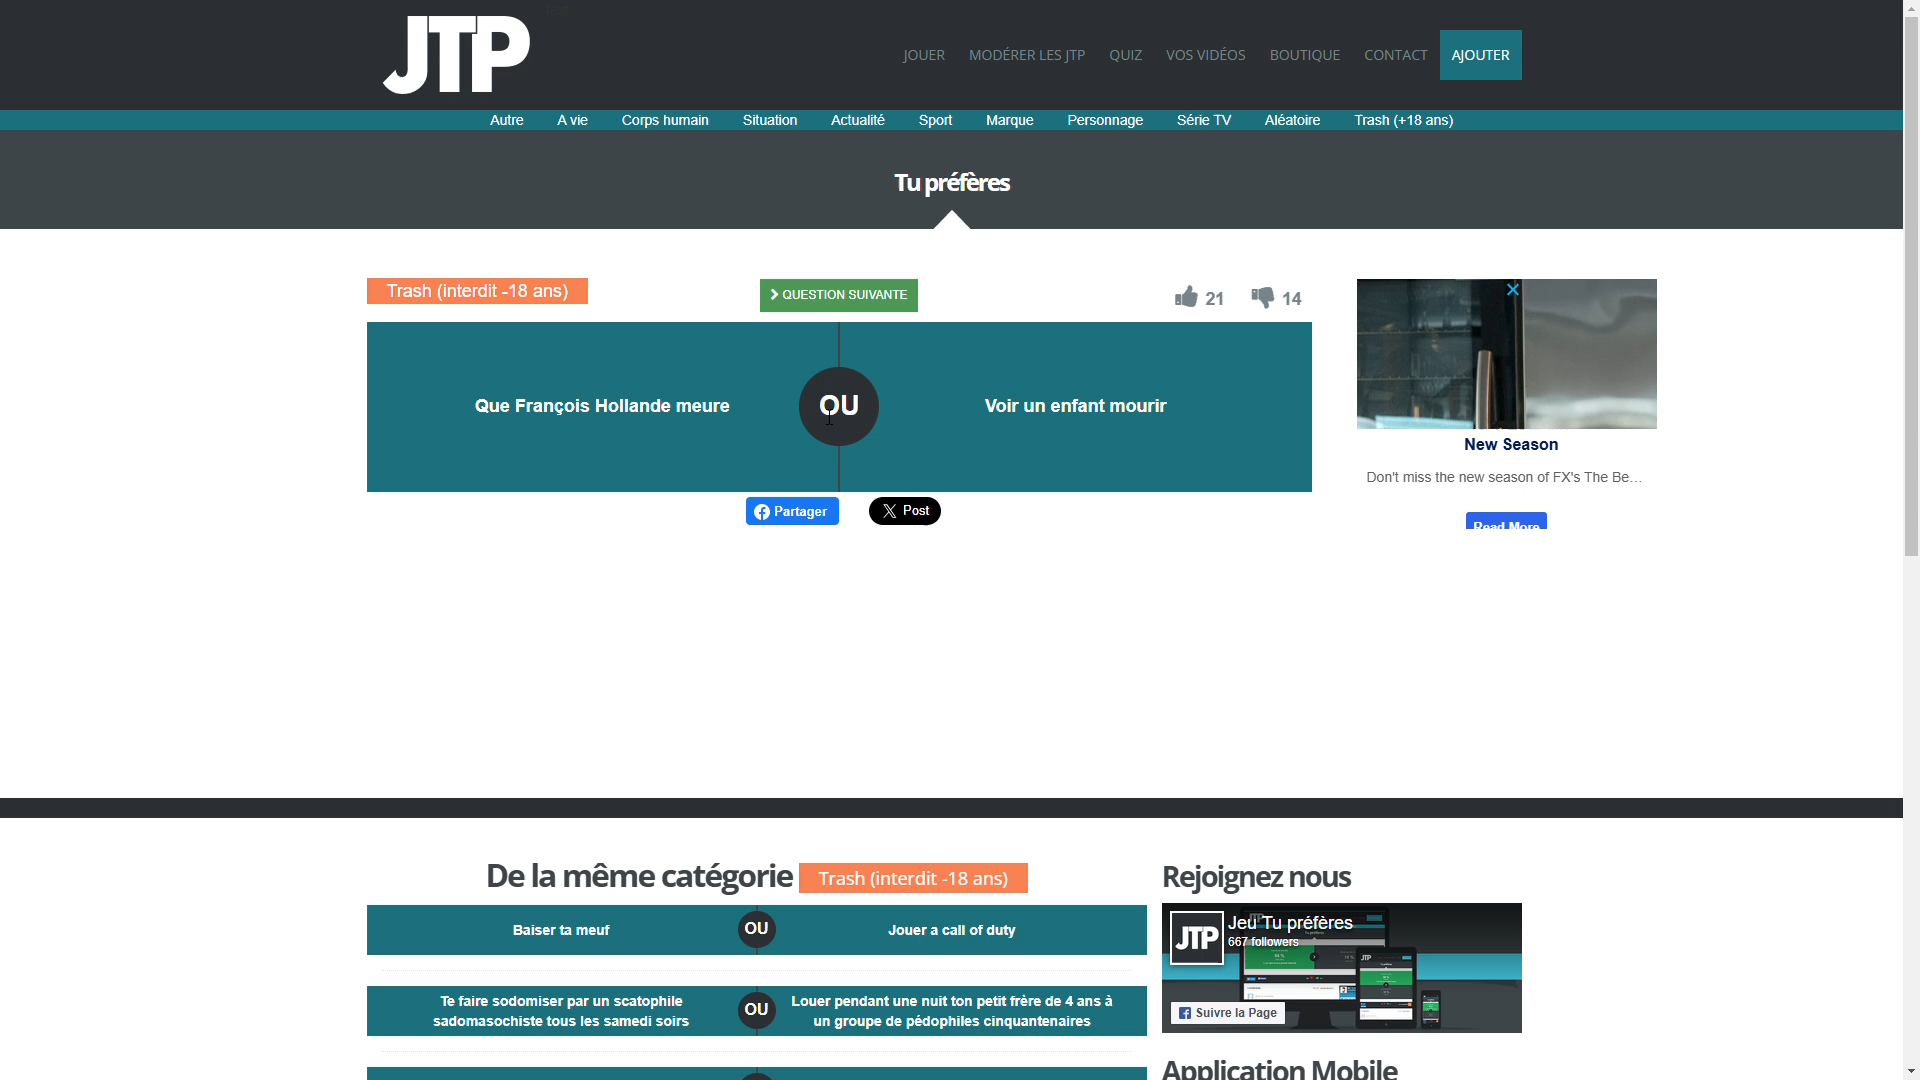 JTP
JOUER MODÉRER LES JTP QUIZ VOS VIDÉOS BOUTIQUE CONTACT AJOUTER
Autre A vie Corps humain Situation Actualité Sport Marque Personnage Série TV Aléatoire Trash (+18 ans)
Tu préfères
Trash (interdit -18 ans)
QUESTION SUIVANTE
21 14
Que François Hollande meure
OU
Voir un enfant mourir
Partager
Post
New Season
Don't miss the new season of FX's The Be...
Read More
De la même catégorie Trash (interdit -18 ans)
Baiser ta meuf OU Jouer a call of duty
Te faire sodomiser par un scatophile
sadomasochiste tous les samedi soirs
OU
Louer pendant une nuit ton petit frère de 4 ans à
un groupe de pédophiles cinquantenaires
Rejoignez nous
JTP
Jeu Tu préfères
667 followers
Suivre la Page
Application Mobile